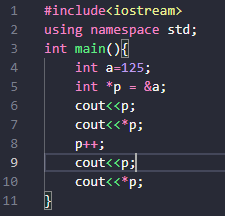 1 #include<iostream>
2 using namespace std;
3 int main(){
4 int a=125;
5 int *p = &a;
6 cout<<p;
7 cout<<*p;
8 p++;
9 cout<<p;
10 cout<<*p;
11 }